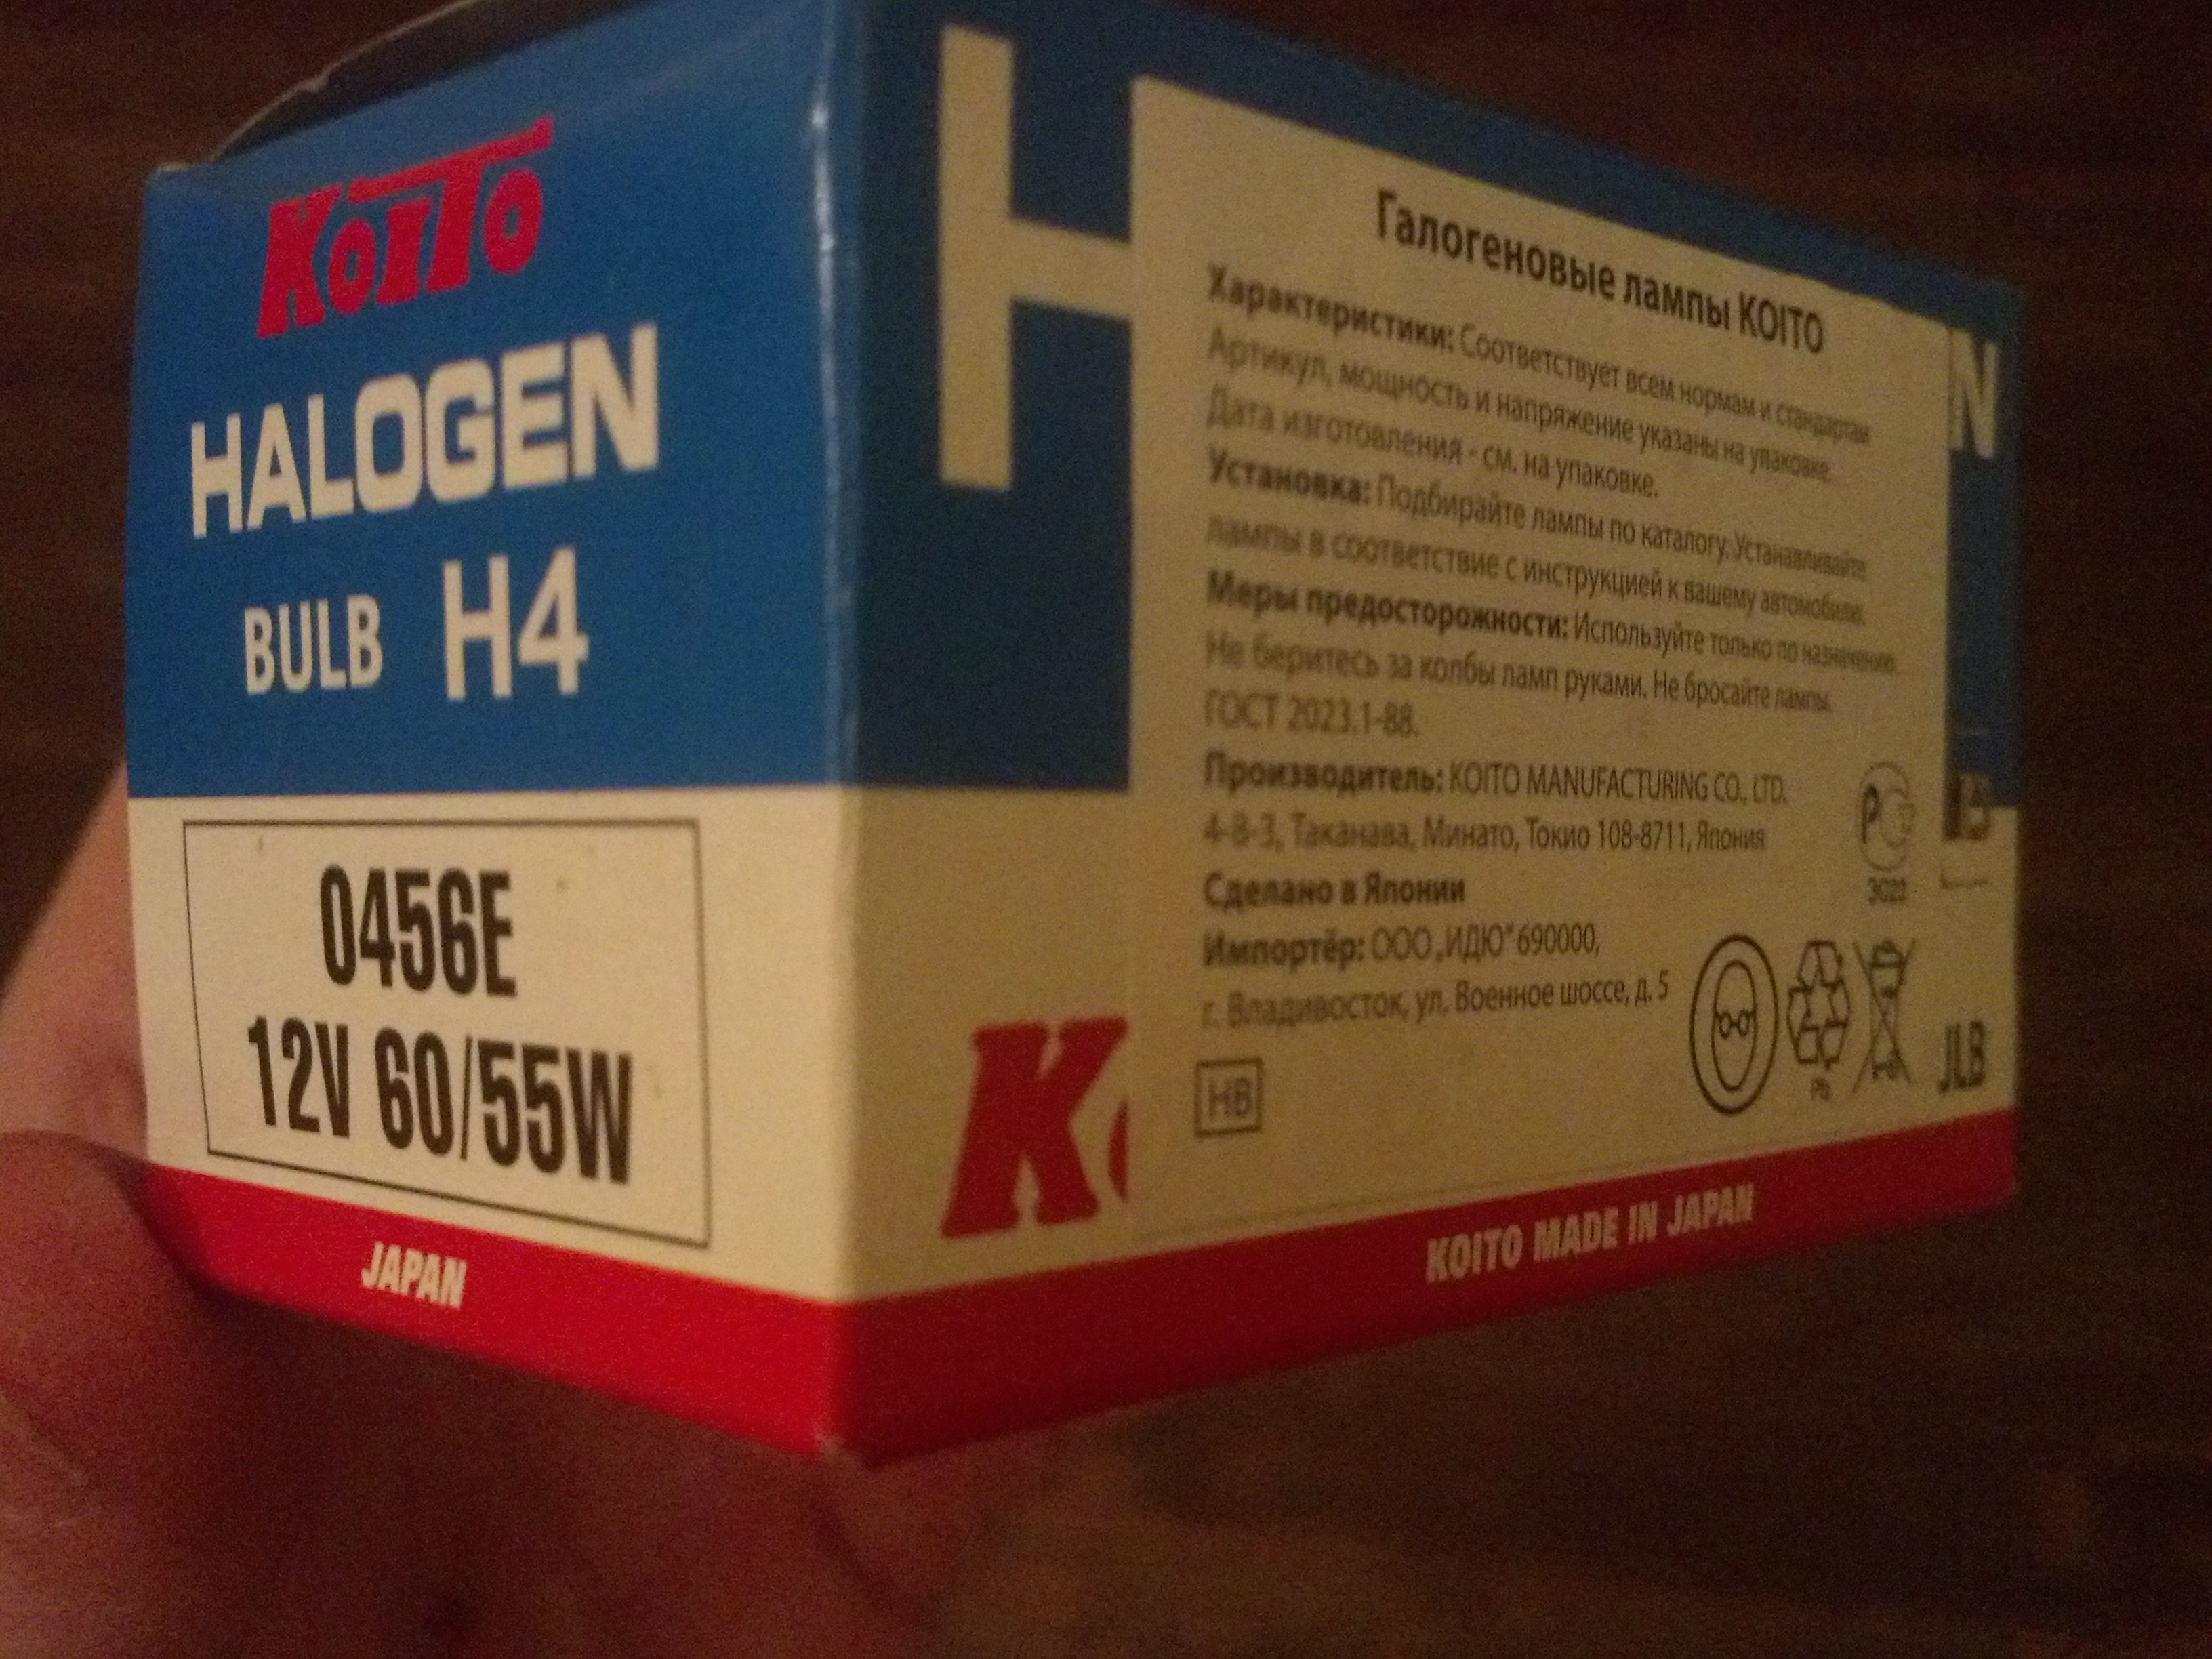 KOITO
HALOGEN
BULB H4
0456E
12V 60/55W
JAPAN
H
N
Галогеновые лампы KOITO
Характеристики: Соответствует всем нормам и стандартам
Артикул, мощность и напряжение указаны на упаковке.
Дата изготовления - см. на упаковке.
Установка: Подбирайте лампы по каталогу. Устанавливайте
лампы в соответствие с инструкцией к вашему автомобилю.
Меры предосторожности: Используйте только по назначению.
Не беритесь за колбы ламп руками. Не бросайте лампы.
ГОСТ 2023.1-88.
Производитель: KOITO MANUFACTURING CO., LTD.
4-8-3, Таканава, Минато, Токио 108-8711, Япония
Сделано в Японии
Импортёр: ООО „ИДЮ" 690000,
г. Владивосток, ул. Военное шоссе, д. 5
HB
Pb
JLB
K
KOITO MADE IN JAPAN